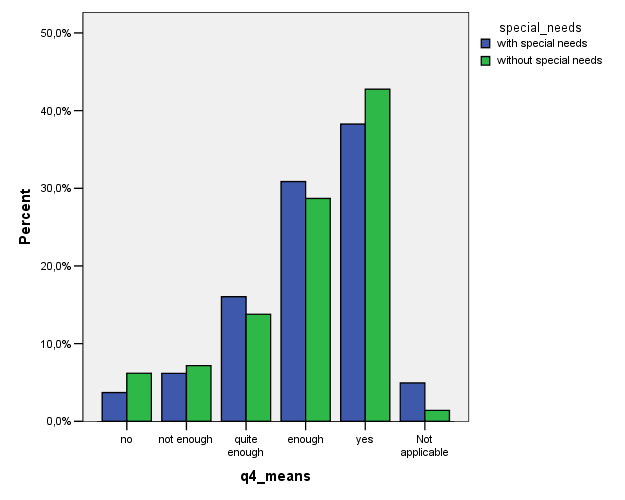 special_needs
with special needs
without special needs
50,0%
40,0%
30,0%
20,0%
10,0%
0,0%
Percent
no
not enough
quite
enough
enough
yes
Not
applicable
q4_means